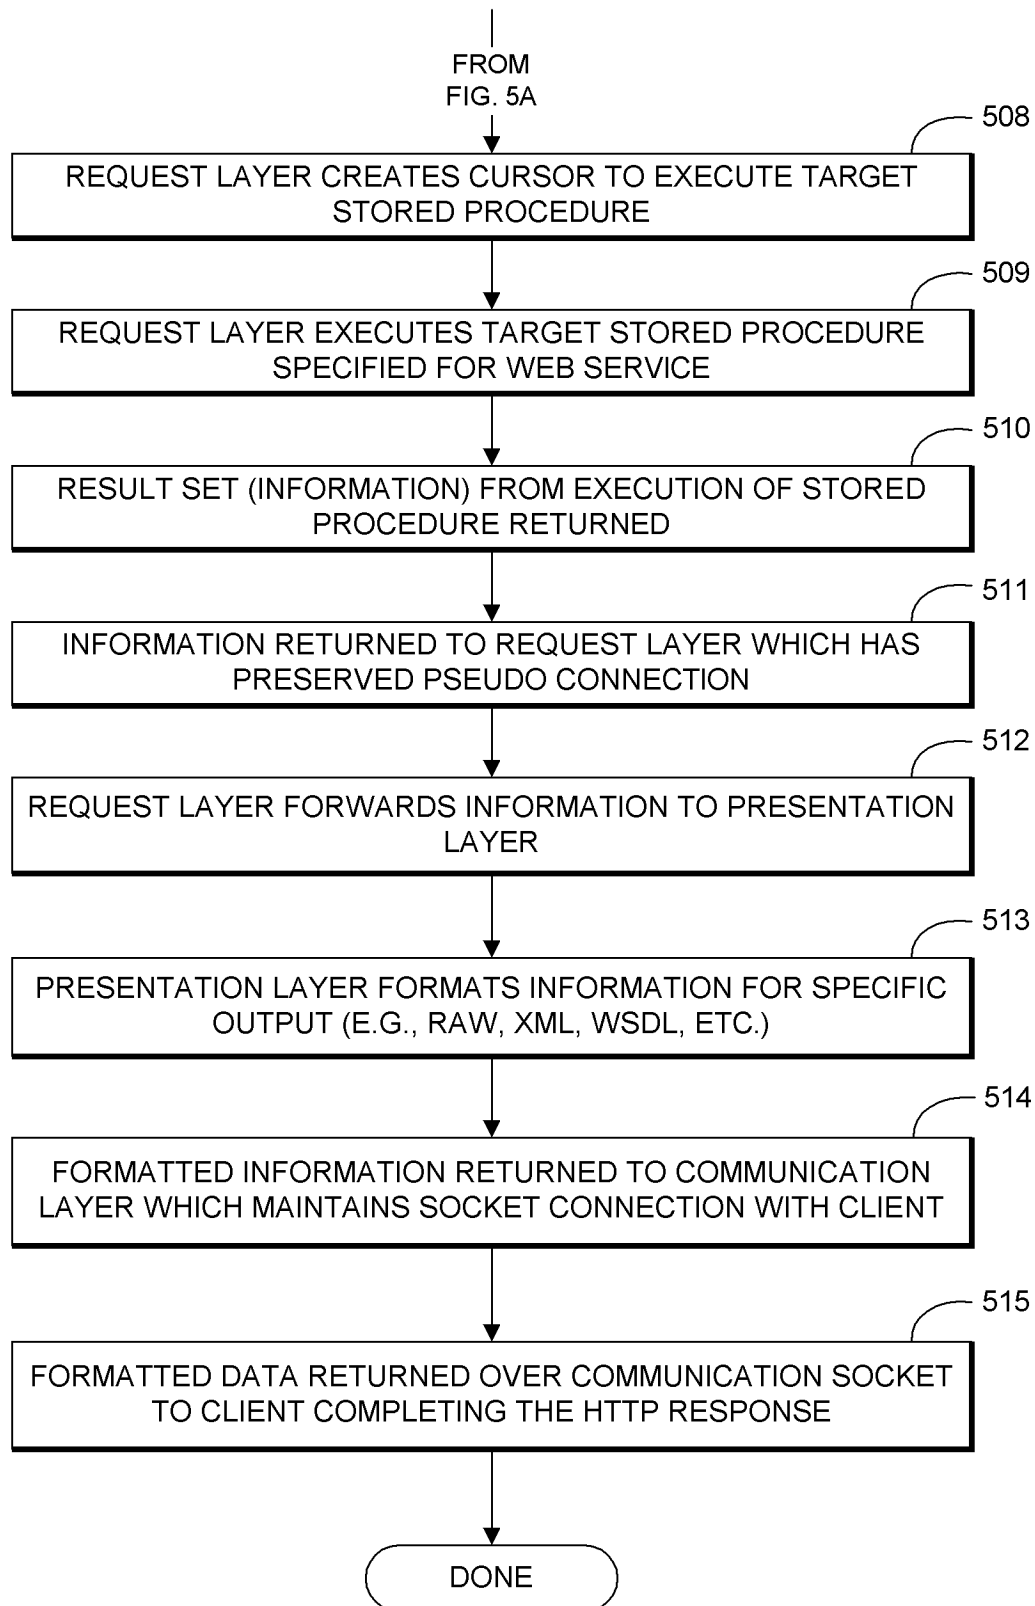 FROM
FIG. 5A
508
REQUEST LAYER CREATES CURSOR TO EXECUTE TARGET
STORED PROCEDURE
509
REQUEST LAYER EXECUTES TARGET STORED PROCEDURE
SPECIFIED FOR WEB SERVICE
510
RESULT SET (INFORMATION) FROM EXECUTION OF STORED
PROCEDURE RETURNED
511
INFORMATION RETURNED TO REQUEST LAYER WHICH HAS
PRESERVED PSEUDO CONNECTION
512
REQUEST LAYER FORWARDS INFORMATION TO PRESENTATION
LAYER
513
PRESENTATION LAYER FORMATS INFORMATION FOR SPECIFIC
OUTPUT (E.G., RAW, XML, WSDL, ETC.)
514
FORMATTED INFORMATION RETURNED TO COMMUNICATION
LAYER WHICH MAINTAINS SOCKET CONNECTION WITH CLIENT
515
FORMATTED DATA RETURNED OVER COMMUNICATION SOCKET
TO CLIENT COMPLETING THE HTTP RESPONSE
DONE